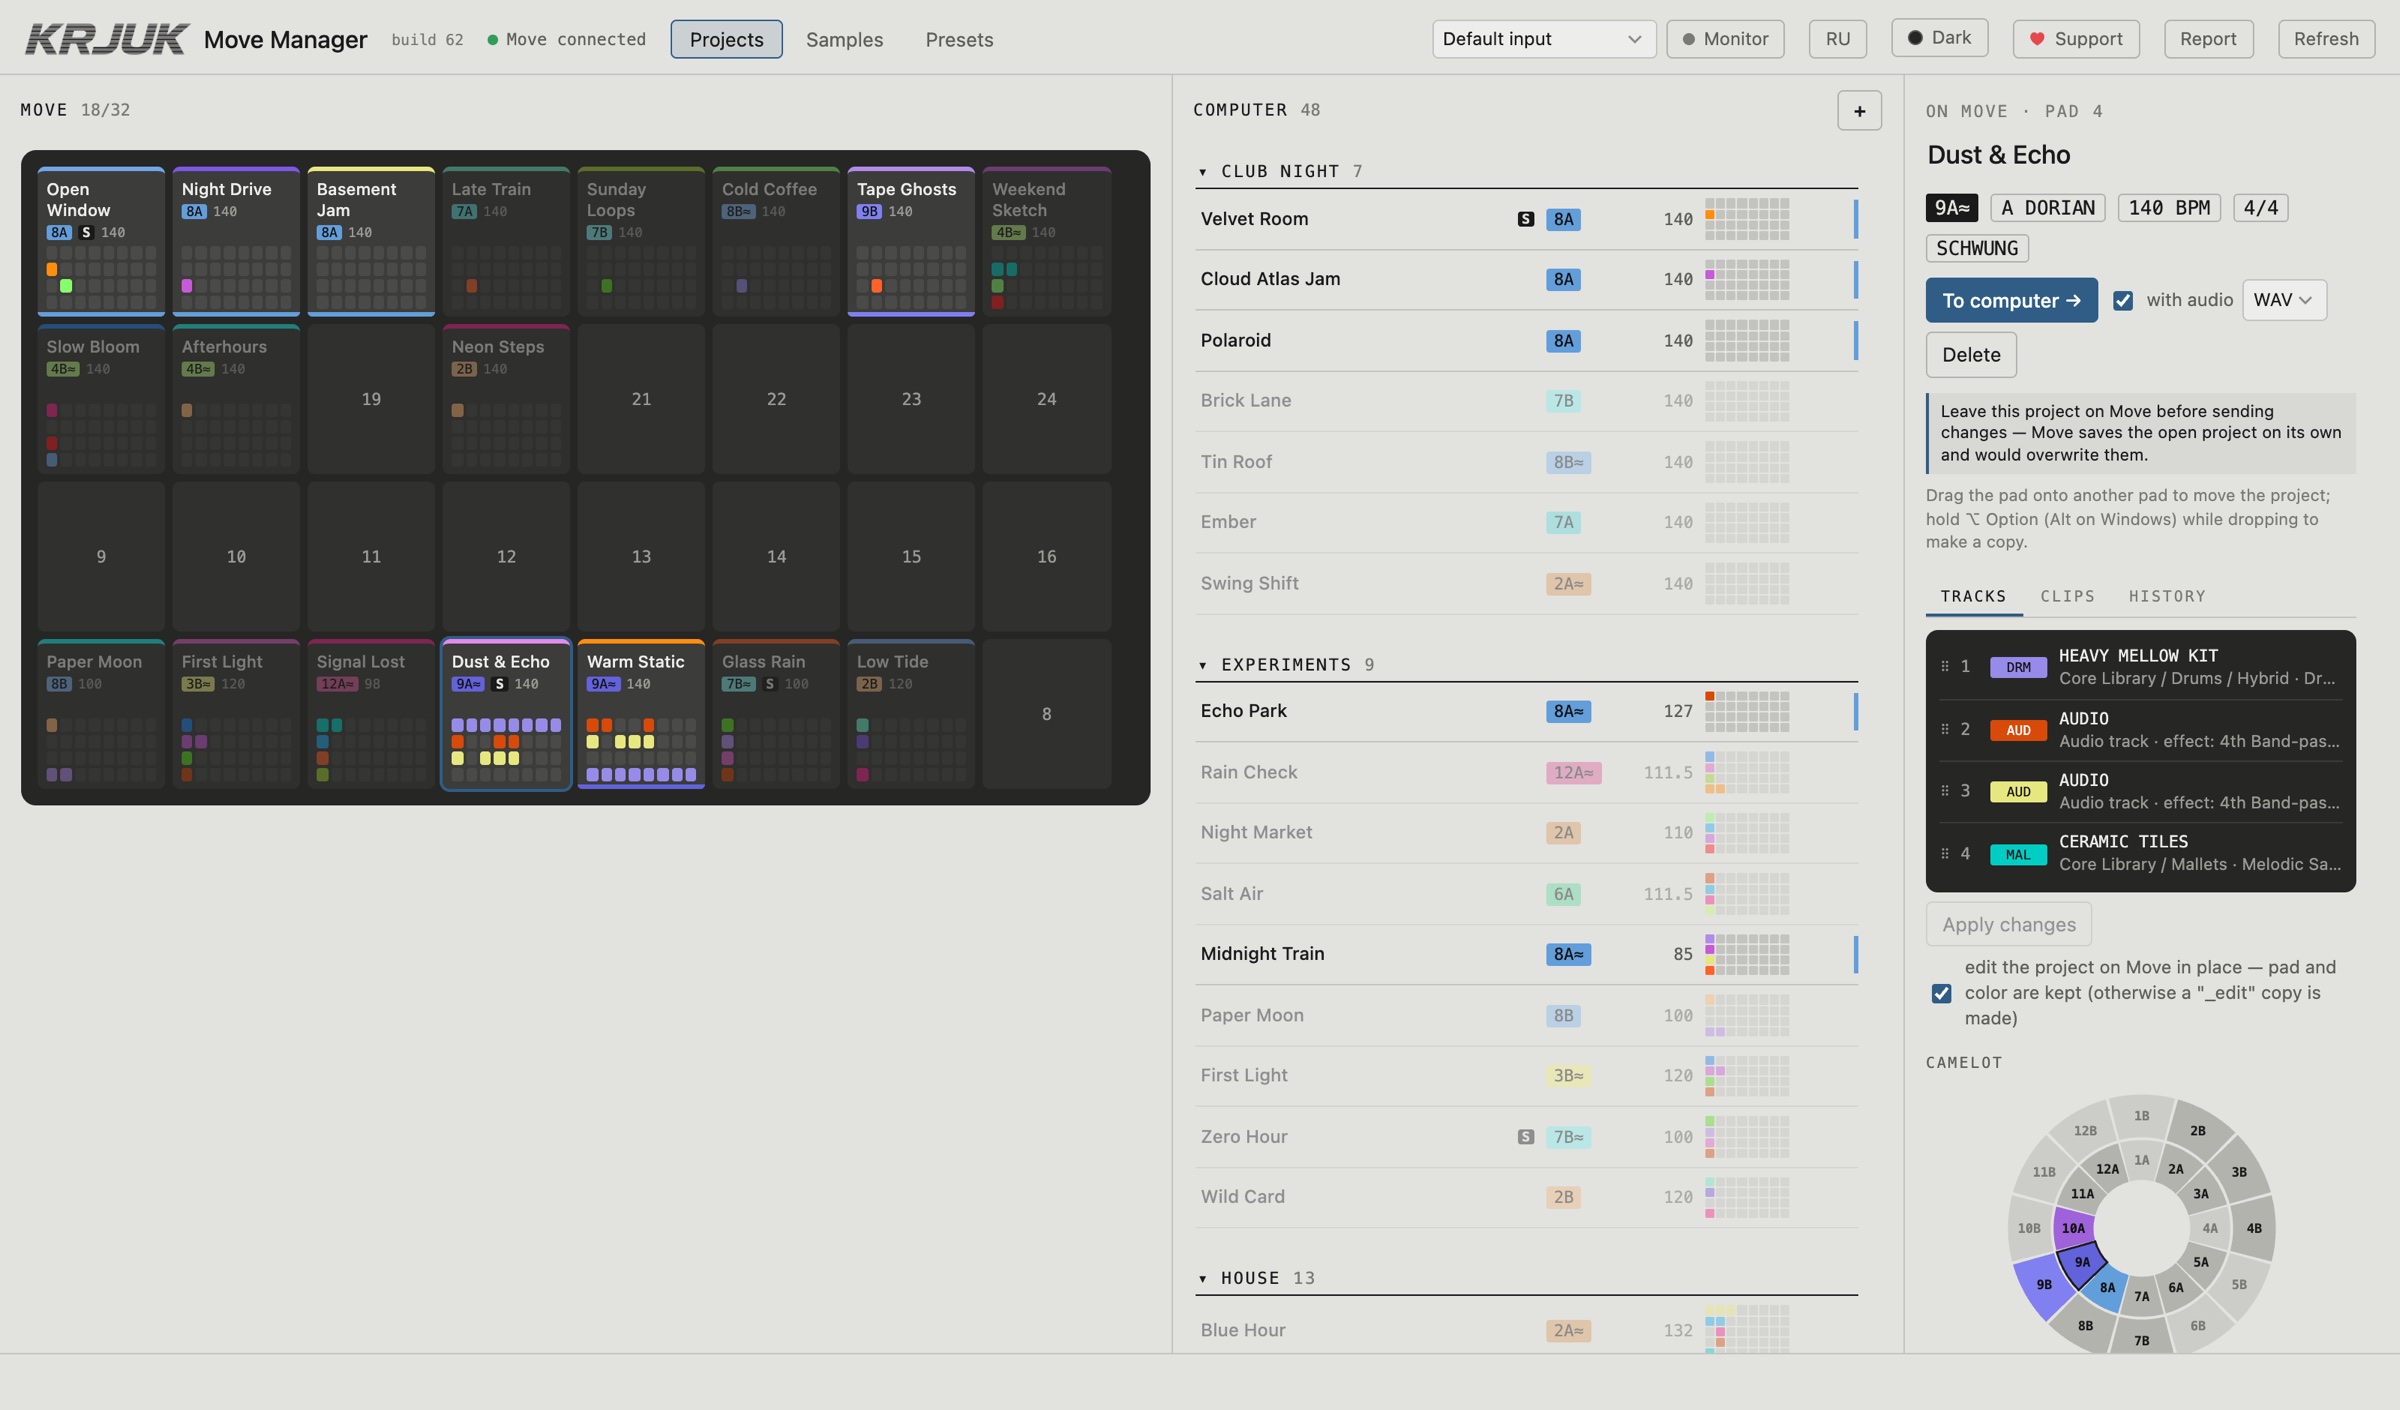 KRJUK Move Manager build 62 Move connected Projects Samples Presets Default input Monitor RU Dark Support Report Refresh
MOVE 18/32
Open Window
8A S 140
Night Drive
8A 140
Basement Jam
8A 140
Late Train
7A 140
Sunday Loops
7B 140
Cold Coffee
8B≈ 140
Tape Ghosts
9B 140
Weekend Sketch
4B≈ 140
Slow Bloom
4B≈ 140
Afterhours
4B≈ 140
19
Neon Steps
2B 140
21
22
23
24
9
10
11
12
13
14
15
16
Paper Moon
8B 100
First Light
3B≈ 120
Signal Lost
12A≈ 98
Dust & Echo
9A≈ S 140
Warm Static
9A≈ 140
Glass Rain
7B≈ S 100
Low Tide
2B 120
8
COMPUTER 48
+
▼ CLUB NIGHT 7
Velvet Room S 8A 140
Cloud Atlas Jam 8A 140
Polaroid 8A 140
Brick Lane 7B 140
Tin Roof 8B≈ 140
Ember 7A 140
Swing Shift 2A≈ 140
▼ EXPERIMENTS 9
Echo Park 8A≈ 127
Rain Check 12A≈ 111.5
Night Market 2A 110
Salt Air 6A 111.5
Midnight Train 8A≈ 85
Paper Moon 8B 100
First Light 3B≈ 120
Zero Hour S 7B≈ 100
Wild Card 2B 120
▼ HOUSE 13
Blue Hour 2A≈ 132
ON MOVE · PAD 4
Dust & Echo
9A≈ A DORIAN 140 BPM 4/4
SCHWUNG
To computer → with audio WAV
Delete
Leave this project on Move before sending
changes — Move saves the open project on its own
and would overwrite them.
Drag the pad onto another pad to move the project;
hold ⌥ Option (Alt on Windows) while dropping to
make a copy.
TRACKS CLIPS HISTORY
1 DRM HEAVY MELLOW KIT
Core Library / Drums / Hybrid · Dr...
2 AUD AUDIO
Audio track · effect: 4th Band-pas...
3 AUD AUDIO
Audio track · effect: 4th Band-pas...
4 MAL CERAMIC TILES
Core Library / Mallets · Melodic Sa...
Apply changes
edit the project on Move in place — pad and
color are kept (otherwise a "_edit" copy is
made)
CAMELOT
1B
12B 2B
1A
12A 2A
11B 3B
11A 3A
10B 10A 4A 4B
9A 5A
9B 5B
8A 6A
7A
8B 6B
7B